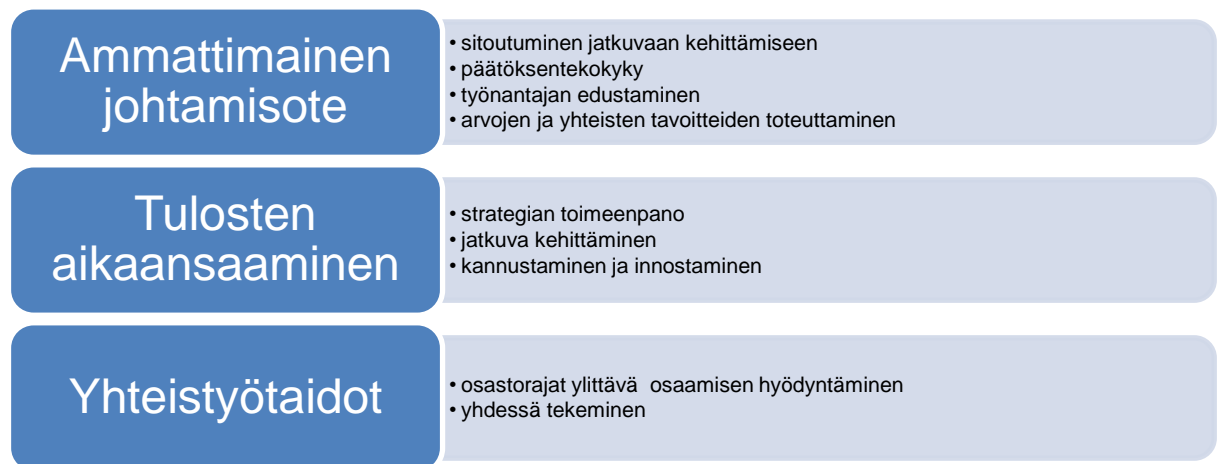 Ammattimainen
johtamisote
• sitoutuminen jatkuvaan kehittämiseen
• päätöksentekokyky
• työnantajan edustaminen
• arvojen ja yhteisten tavoitteiden toteuttaminen
Tulosten
aikaansaaminen
• strategian toimeenpano
• jatkuva kehittäminen
• kannustaminen ja innostaminen
Yhteistyötaidot
• osastorajat ylittävä osaamisen hyödyntäminen
• yhdessä tekeminen